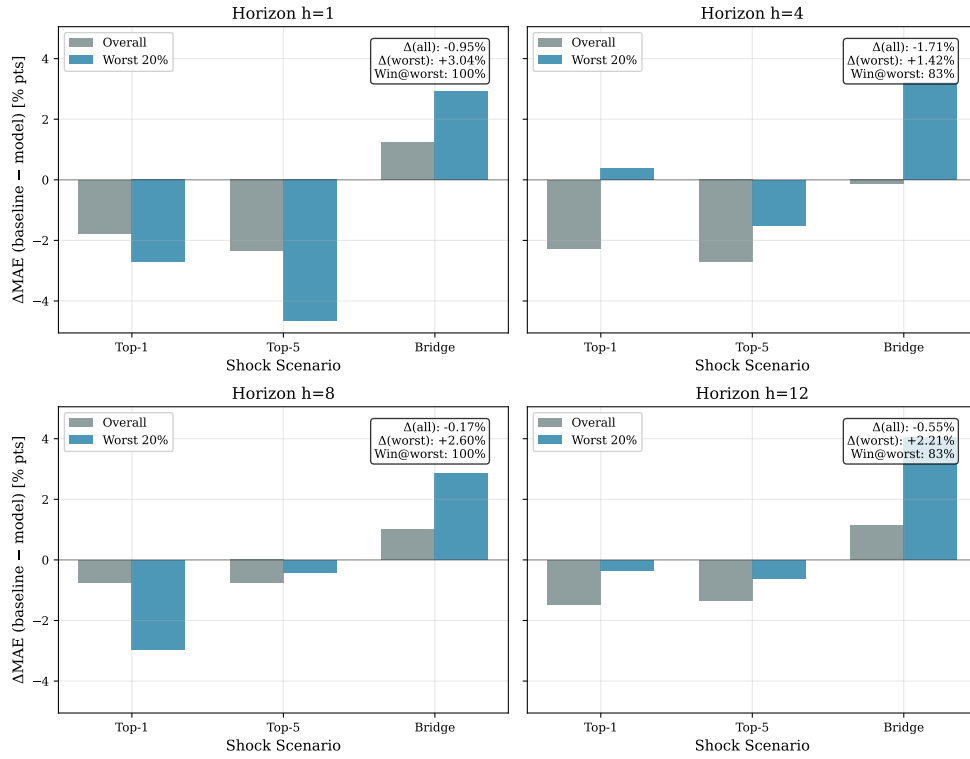 Horizon h=1
Overall
Worst 20%
Δ(all): -0.95%
Δ(worst): +3.04%
Win@worst: 100%
4
2
0
−2
−4
ΔMAE (baseline − model) [% pts]
Top-1
Top-5
Bridge
Shock Scenario
Horizon h=4
Overall
Worst 20%
Δ(all): -1.71%
Δ(worst): +1.42%
Win@worst: 83%
Top-1
Top-5
Bridge
Shock Scenario
Horizon h=8
Overall
Worst 20%
Δ(all): -0.17%
Δ(worst): +2.60%
Win@worst: 100%
4
2
0
−2
−4
ΔMAE (baseline − model) [% pts]
Top-1
Top-5
Bridge
Shock Scenario
Horizon h=12
Overall
Worst 20%
Δ(all): -0.55%
Δ(worst): +2.21%
Win@worst: 83%
Top-1
Top-5
Bridge
Shock Scenario